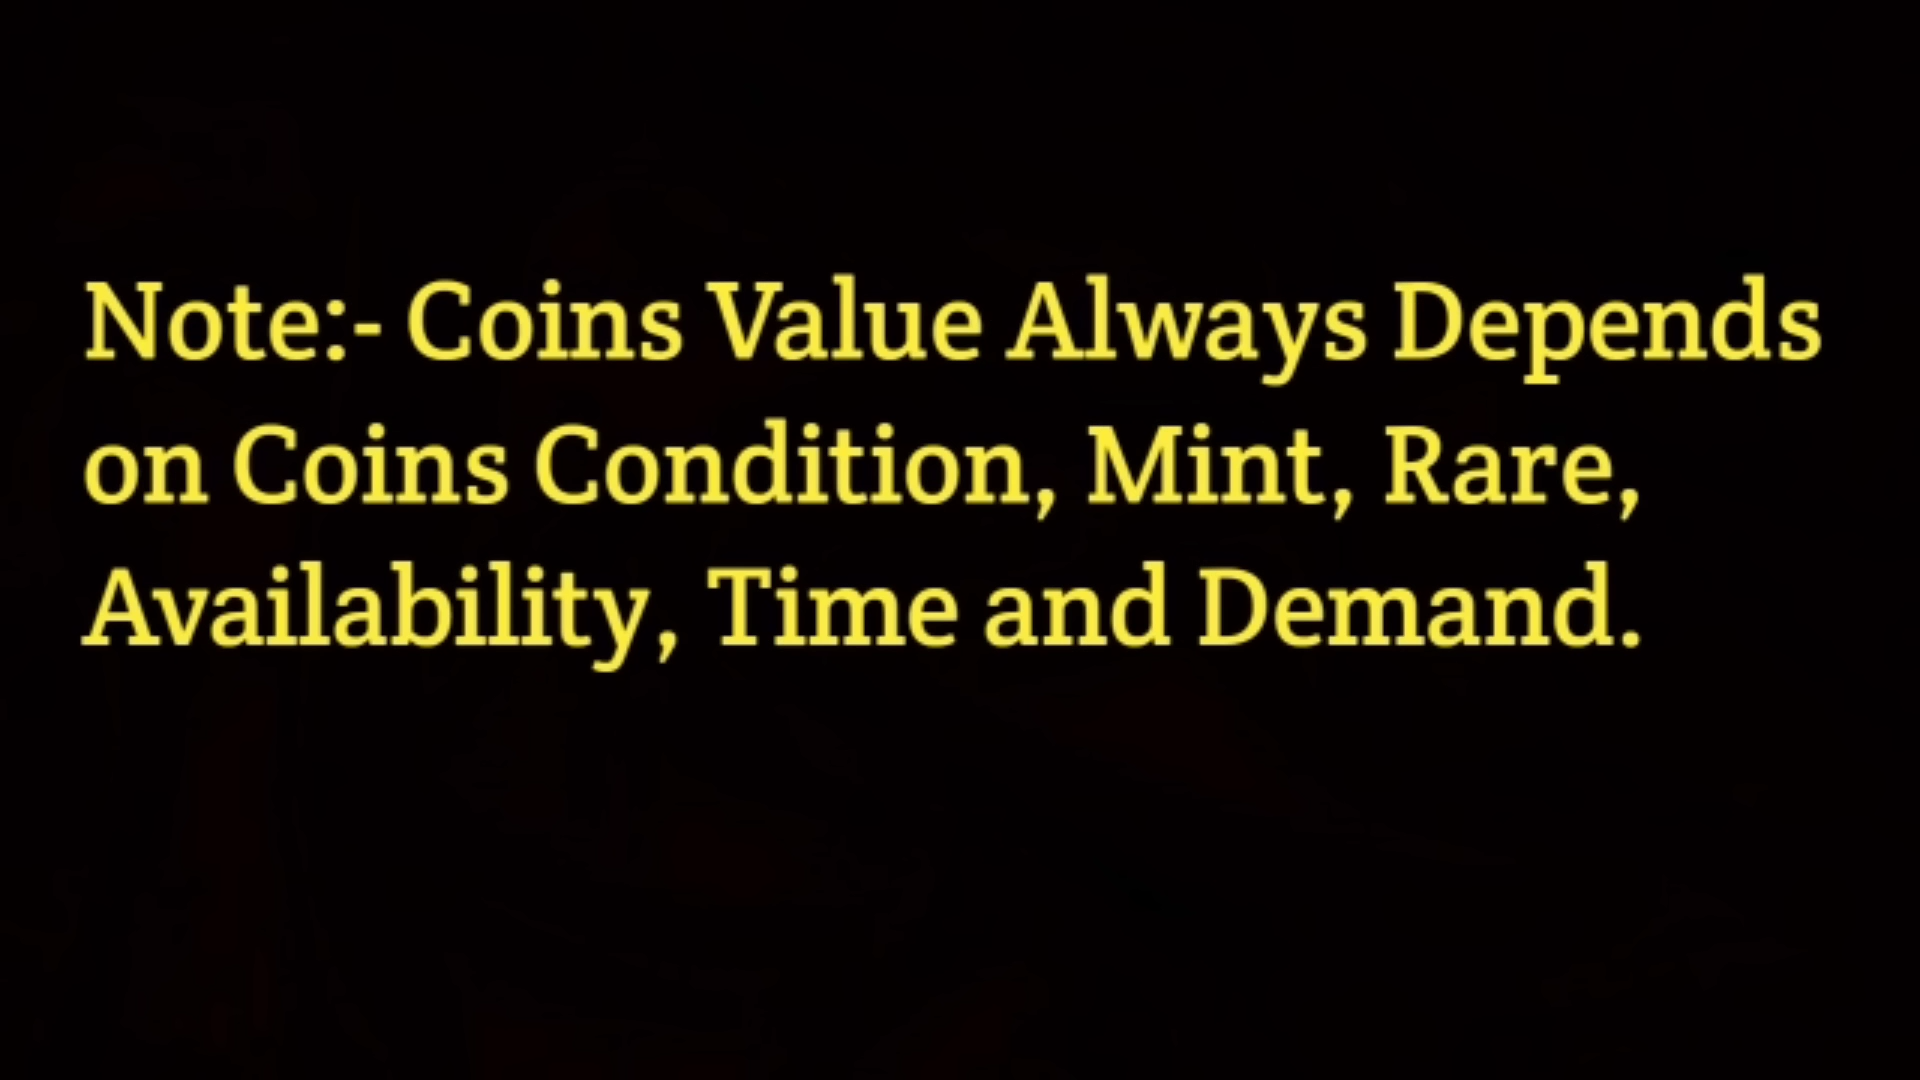 Note:- Coins Value Always Depends
on Coins Condition, Mint, Rare,
Availability, Time and Demand.